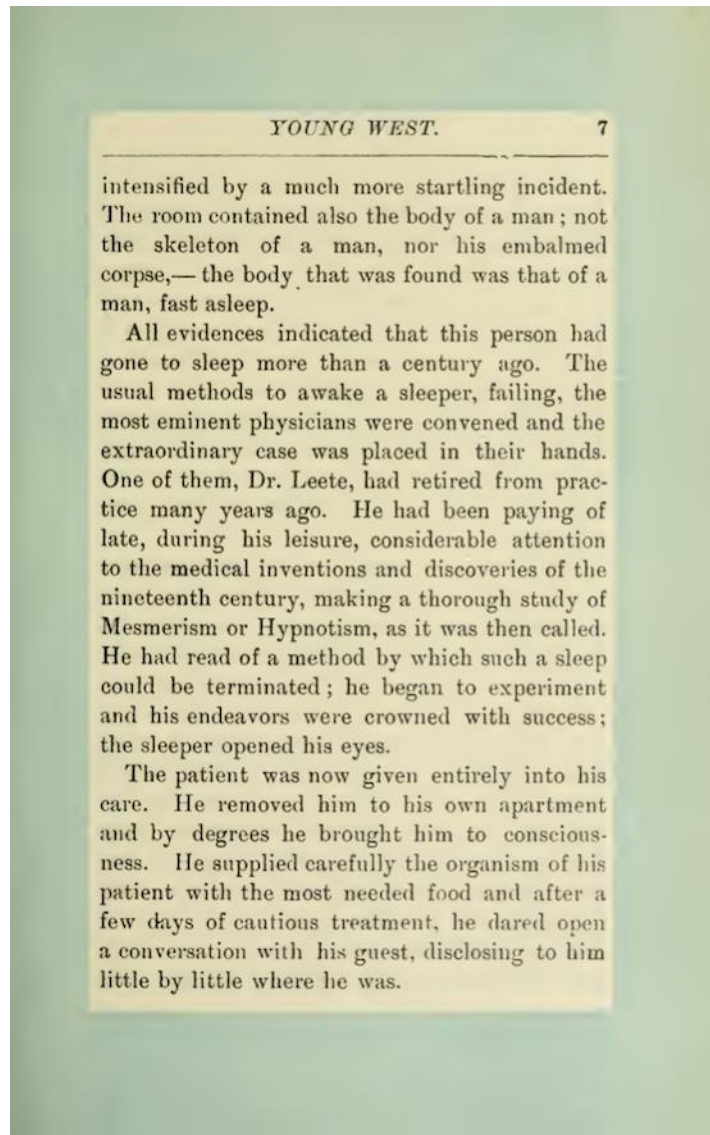 YOUNG WEST. 7
intensified by a much more startling incident.
The room contained also the body of a man ; not
the skeleton of a man, nor his embalmed
corpse,— the body that was found was that of a
man, fast asleep.
All evidences indicated that this person had
gone to sleep more than a century ago. The
usual methods to awake a sleeper, failing, the
most eminent physicians were convened and the
extraordinary case was placed in their hands.
One of them, Dr. Leete, had retired from prac-
tice many years ago. He had been paying of
late, during his leisure, considerable attention
to the medical inventions and discoveries of the
nineteenth century, making a thorough study of
Mesmerism or Hypnotism, as it was then called.
He had read of a method by which such a sleep
could be terminated ; he began to experiment
and his endeavors were crowned with success ;
the sleeper opened his eyes.
The patient was now given entirely into his
care. He removed him to his own apartment
and by degrees he brought him to conscious-
ness. He supplied carefully the organism of his
patient with the most needed food and after a
few days of cautious treatment, he dared open
a conversation with his guest, disclosing to him
little by little where he was.